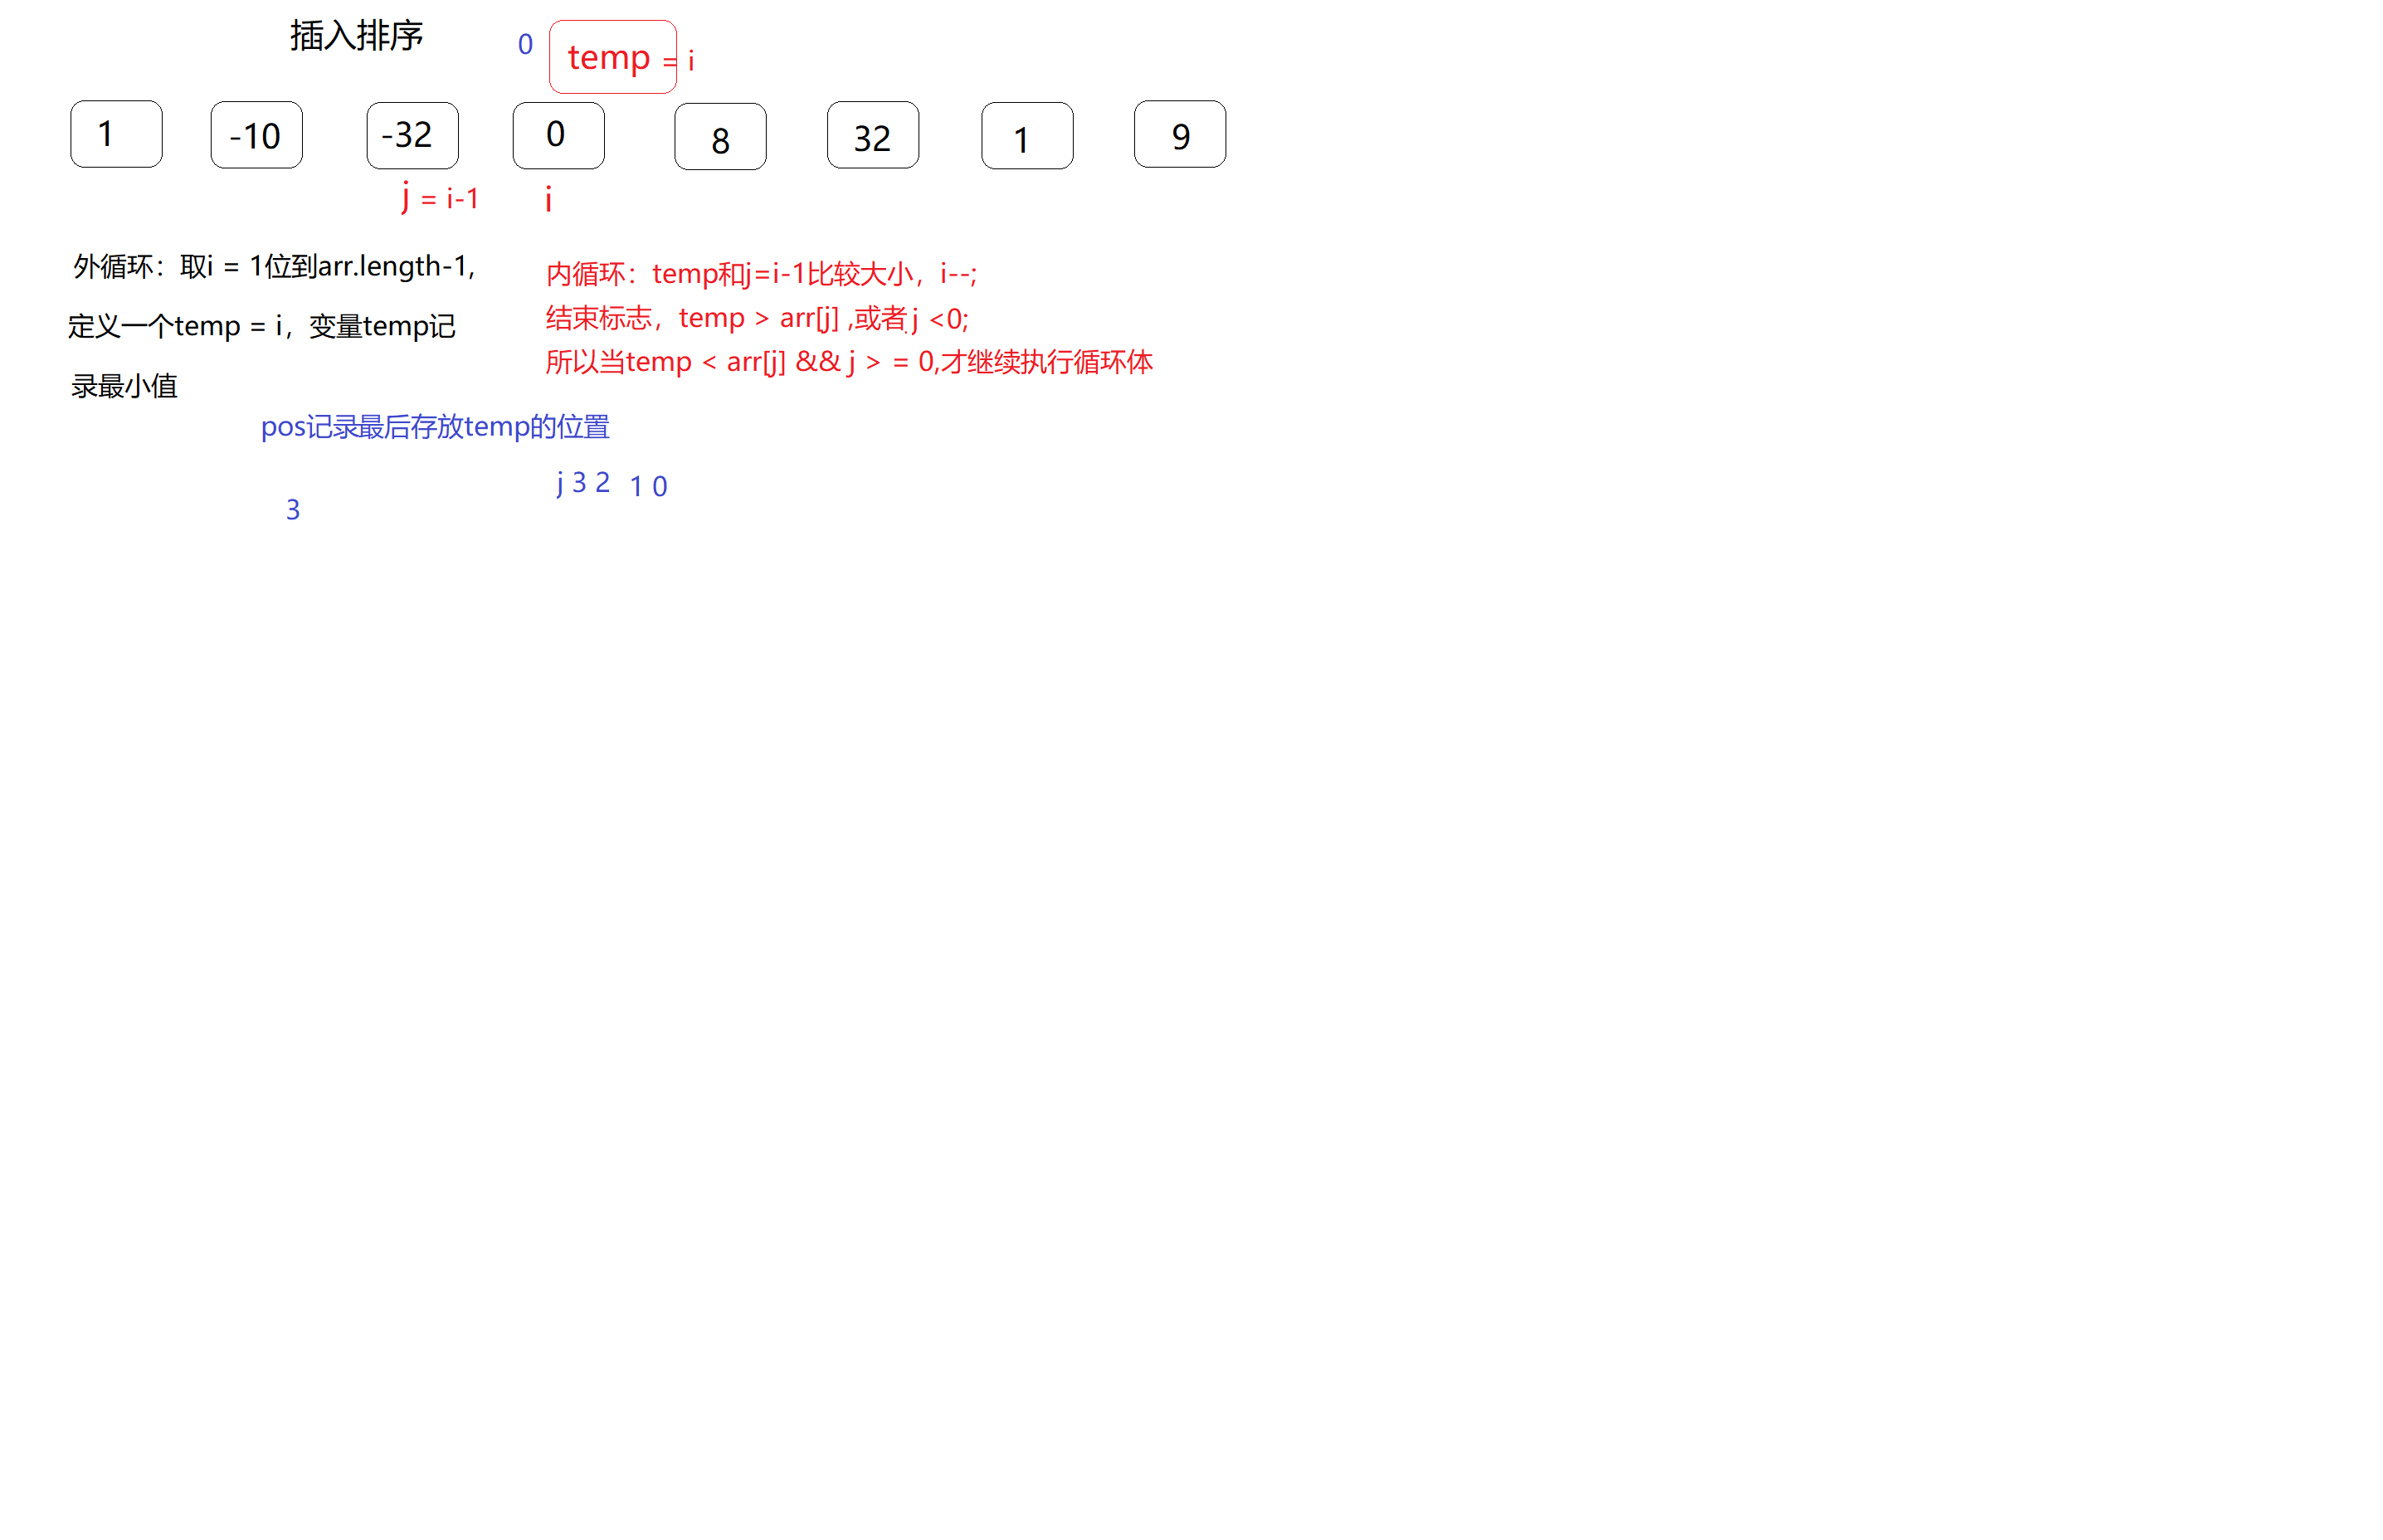 插入排序
0
temp = i
1 -10 -32 0 8 32 1 9
j = i-1 i
外循环：取i = 1位到arr.length-1,
定义一个temp = i，变量temp记
录最小值
内循环：temp和j=i-1比较大小，i--;
结束标志，temp > arr[j] ,或者j <0;
所以当temp < arr[j] && j > = 0,才继续执行循环体
pos记录最后存放temp的位置
j 3 2 1 0
3